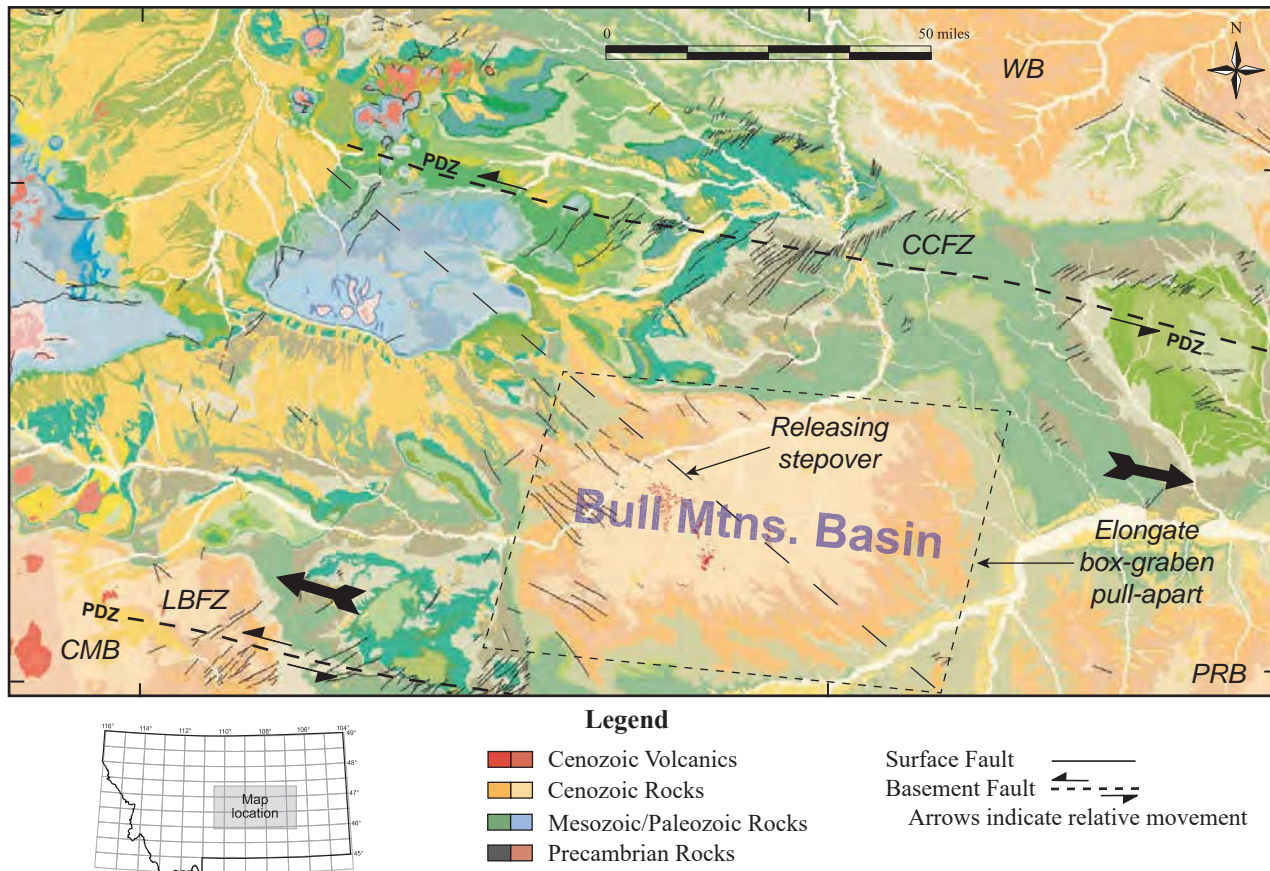 0 50 miles
N
WB
PDZ
CCFZ
PDZ
Releasing
stepover
Bull Mtns. Basin
Elongate
box-graben
pull-apart
LBFZ
PDZ
CMB
PRB
116° 114° 112° 110° 108° 106° 104°
49°
48°
47°
46°
45°
Map
location
Legend
Cenozoic Volcanics
Cenozoic Rocks
Mesozoic/Paleozoic Rocks
Precambrian Rocks
Surface Fault
Basement Fault
Arrows indicate relative movement